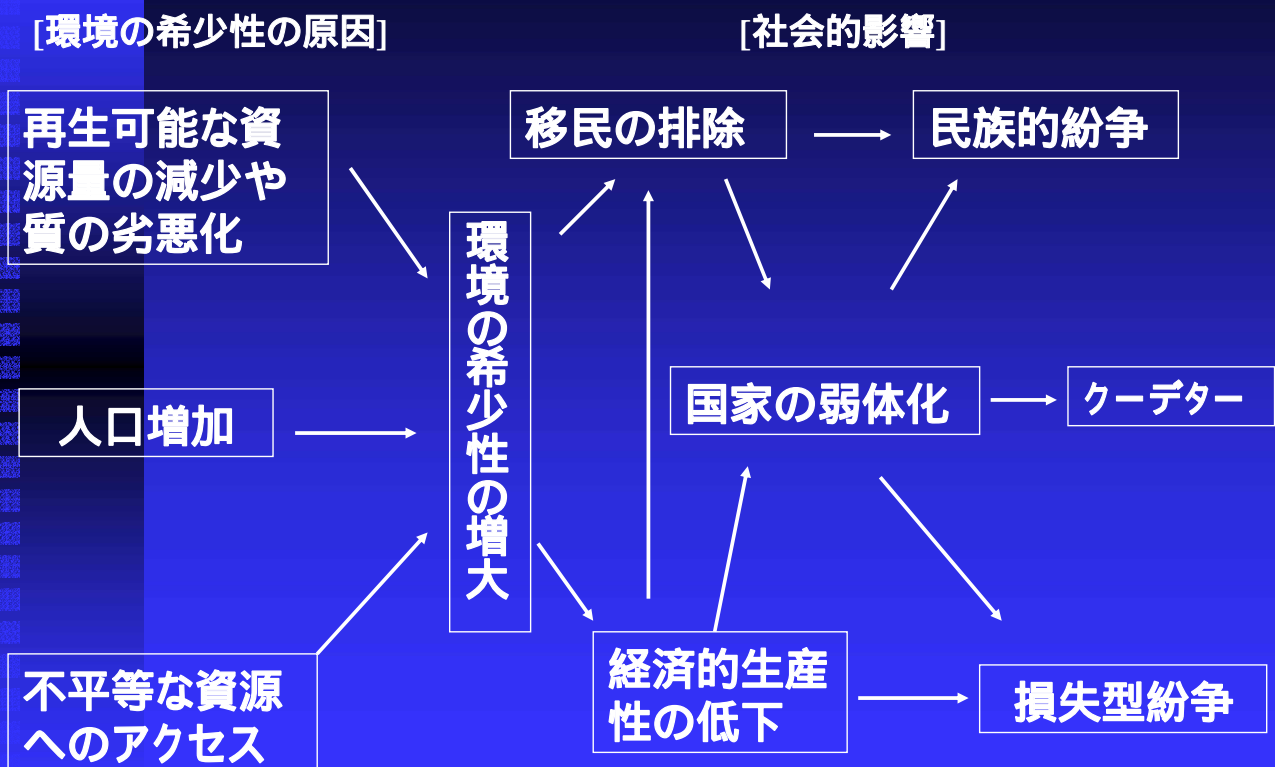 [環境の希少性の原因]
[社会的影響]
再生可能な資
源量の減少や
質の劣悪化
移民の排除
民族的紛争
環境の希少性の増大
人口増加
国家の弱体化
クーデター
不平等な資源
へのアクセス
経済的生産
性の低下
損失型紛争